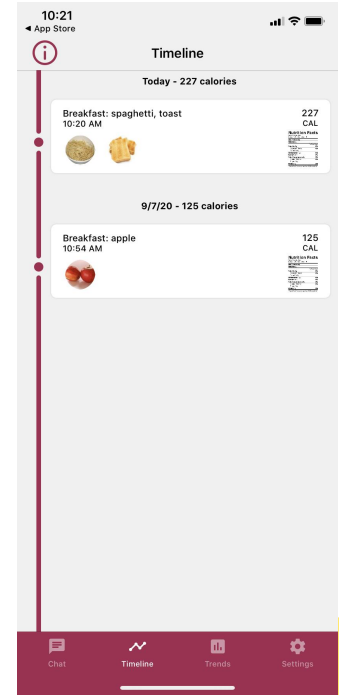 10:21
◀ App Store
Timeline
Today - 227 calories
Breakfast: spaghetti, toast
227
10:20 AM
CAL
Nutrition Facts
9/7/20 - 125 calories
Breakfast: apple
125
10:54 AM
CAL
Nutrition Facts
Chat
Timeline
Trends
Settings